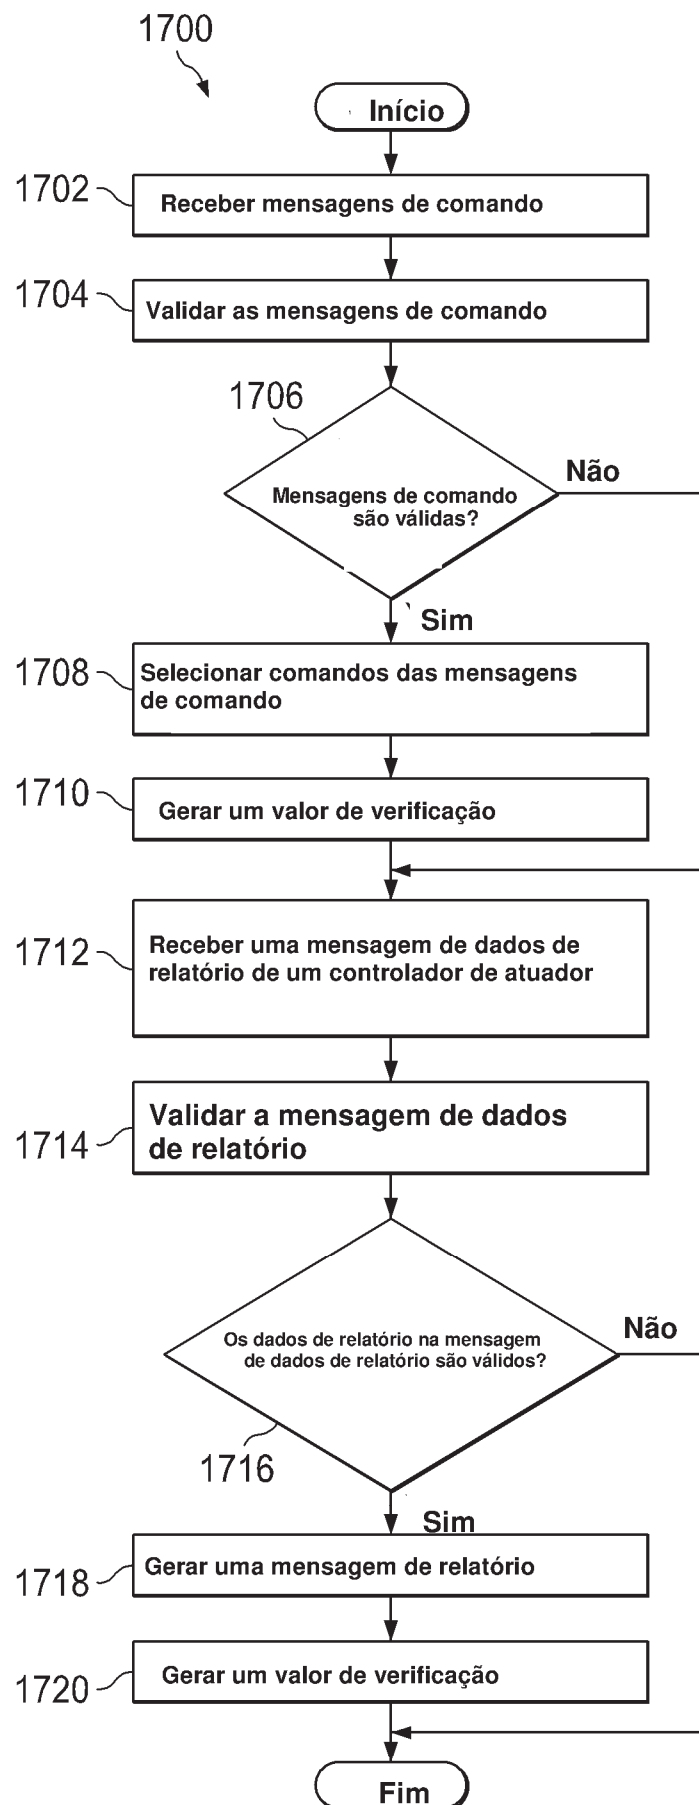 1700
Início
1702
Receber mensagens de comando
1704
Validar as mensagens de comando
1706
Não
Mensagens de comando
são válidas?
Sim
1708
Selecionar comandos das mensagens
de comando
1710
Gerar um valor de verificação
1712
Receber uma mensagem de dados de
relatório de um controlador de atuador
1714
Validar a mensagem de dados
de relatório
Não
Os dados de relatório na mensagem
de dados de relatório são válidos?
1716
Sim
1718
Gerar uma mensagem de relatório
1720
Gerar um valor de verificação
Fim